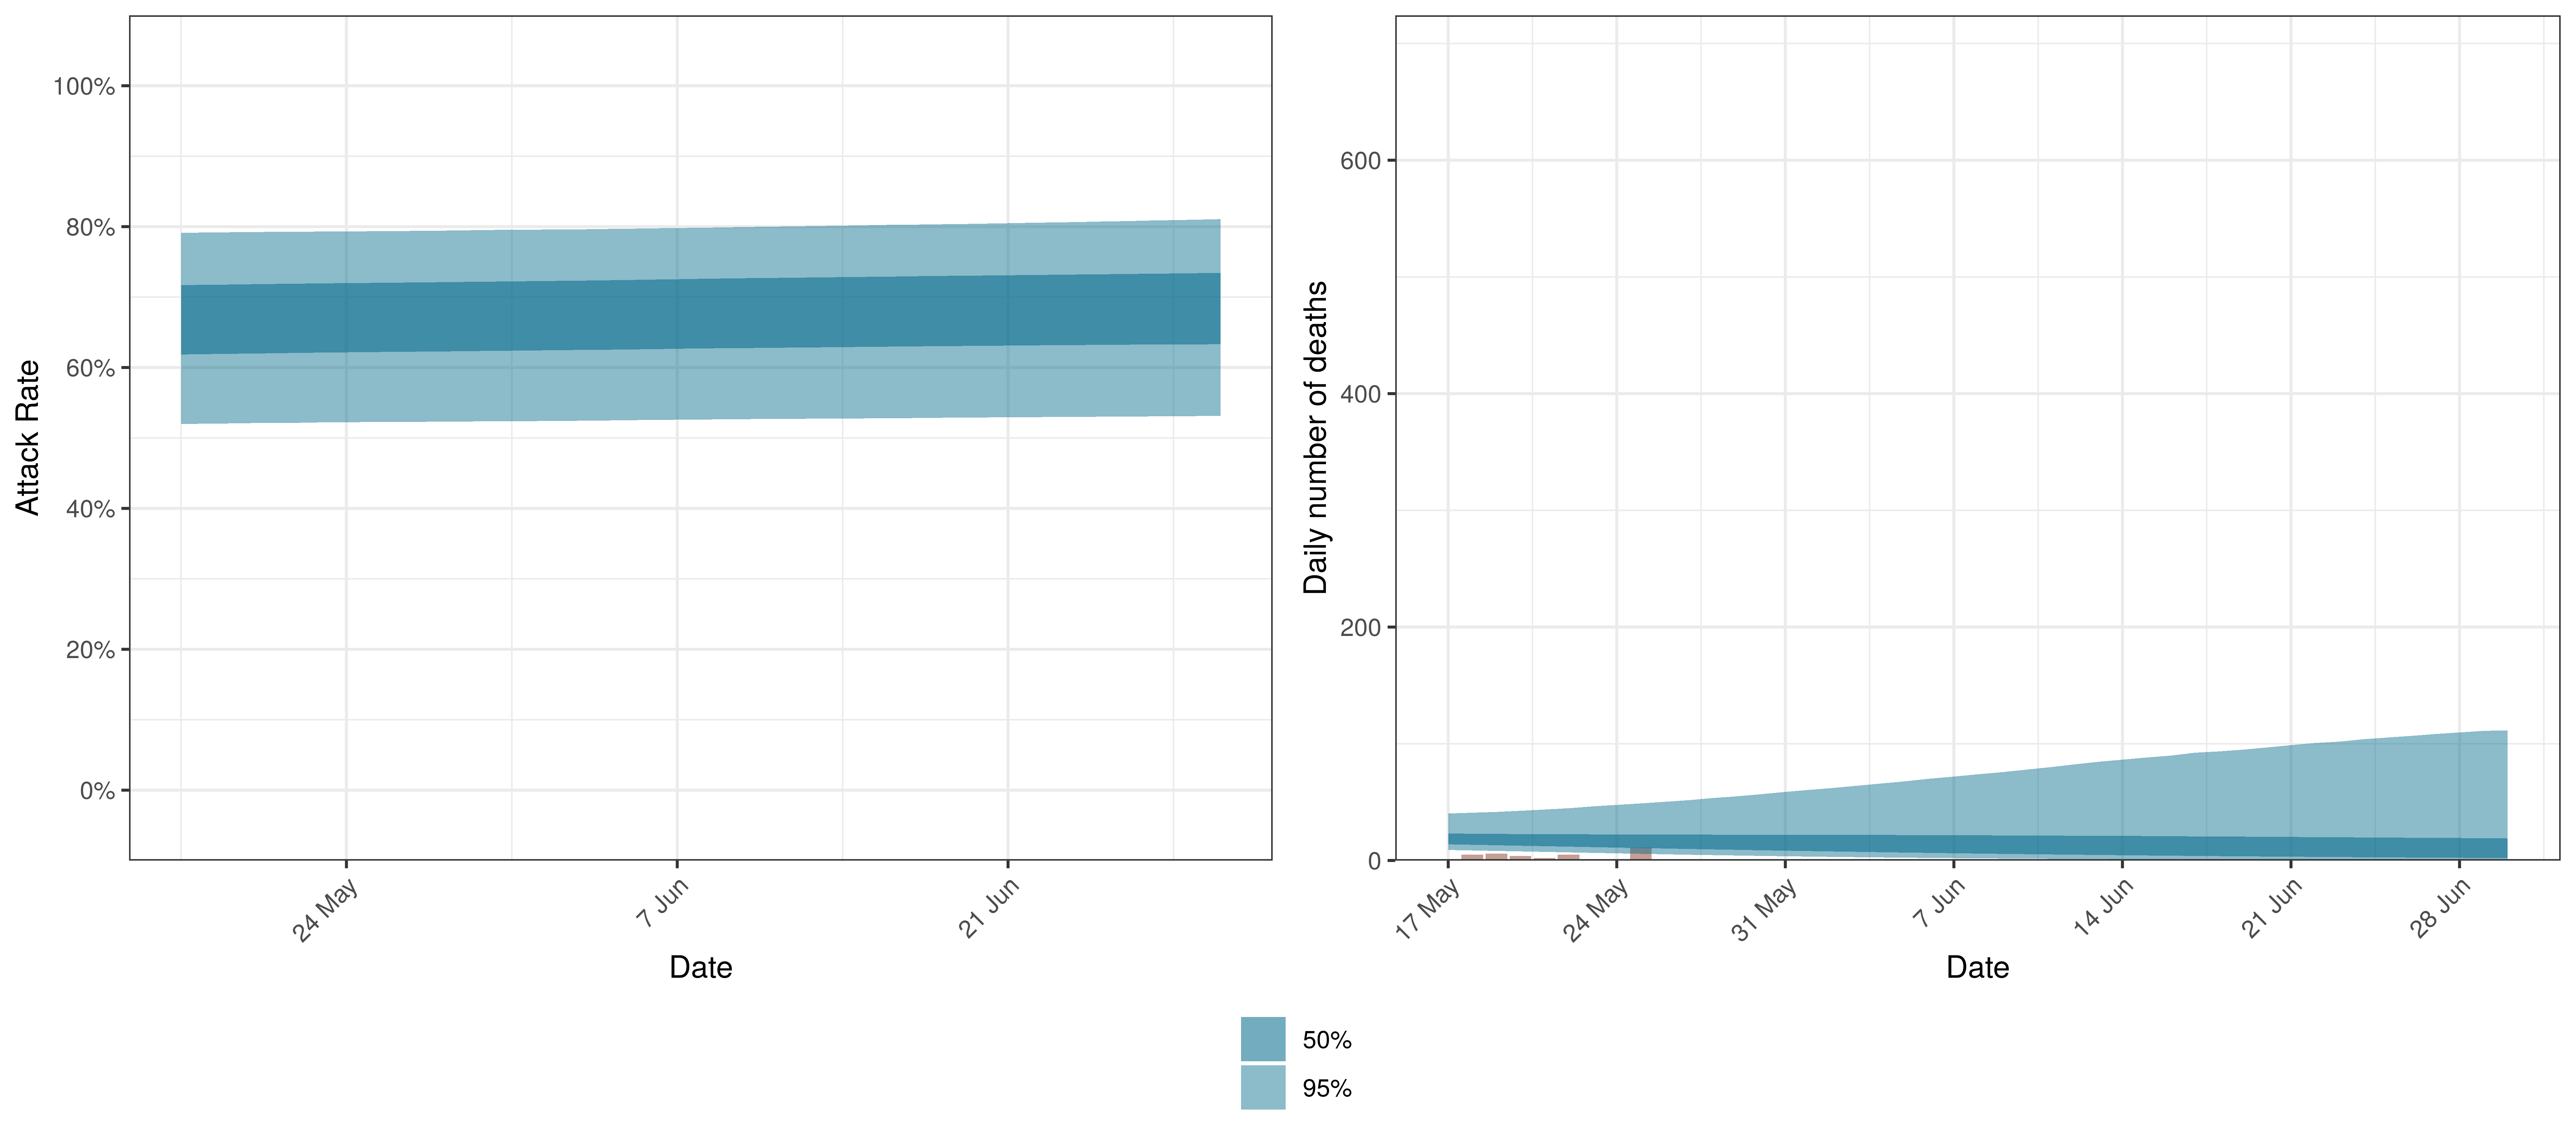 Attack Rate
100%
80%
60%
40%
20%
0%
24 May
7 Jun
21 Jun
Date
Daily number of deaths
600
400
200
0
17 May
24 May
31 May
7 Jun
14 Jun
21 Jun
28 Jun
Date
50%
95%